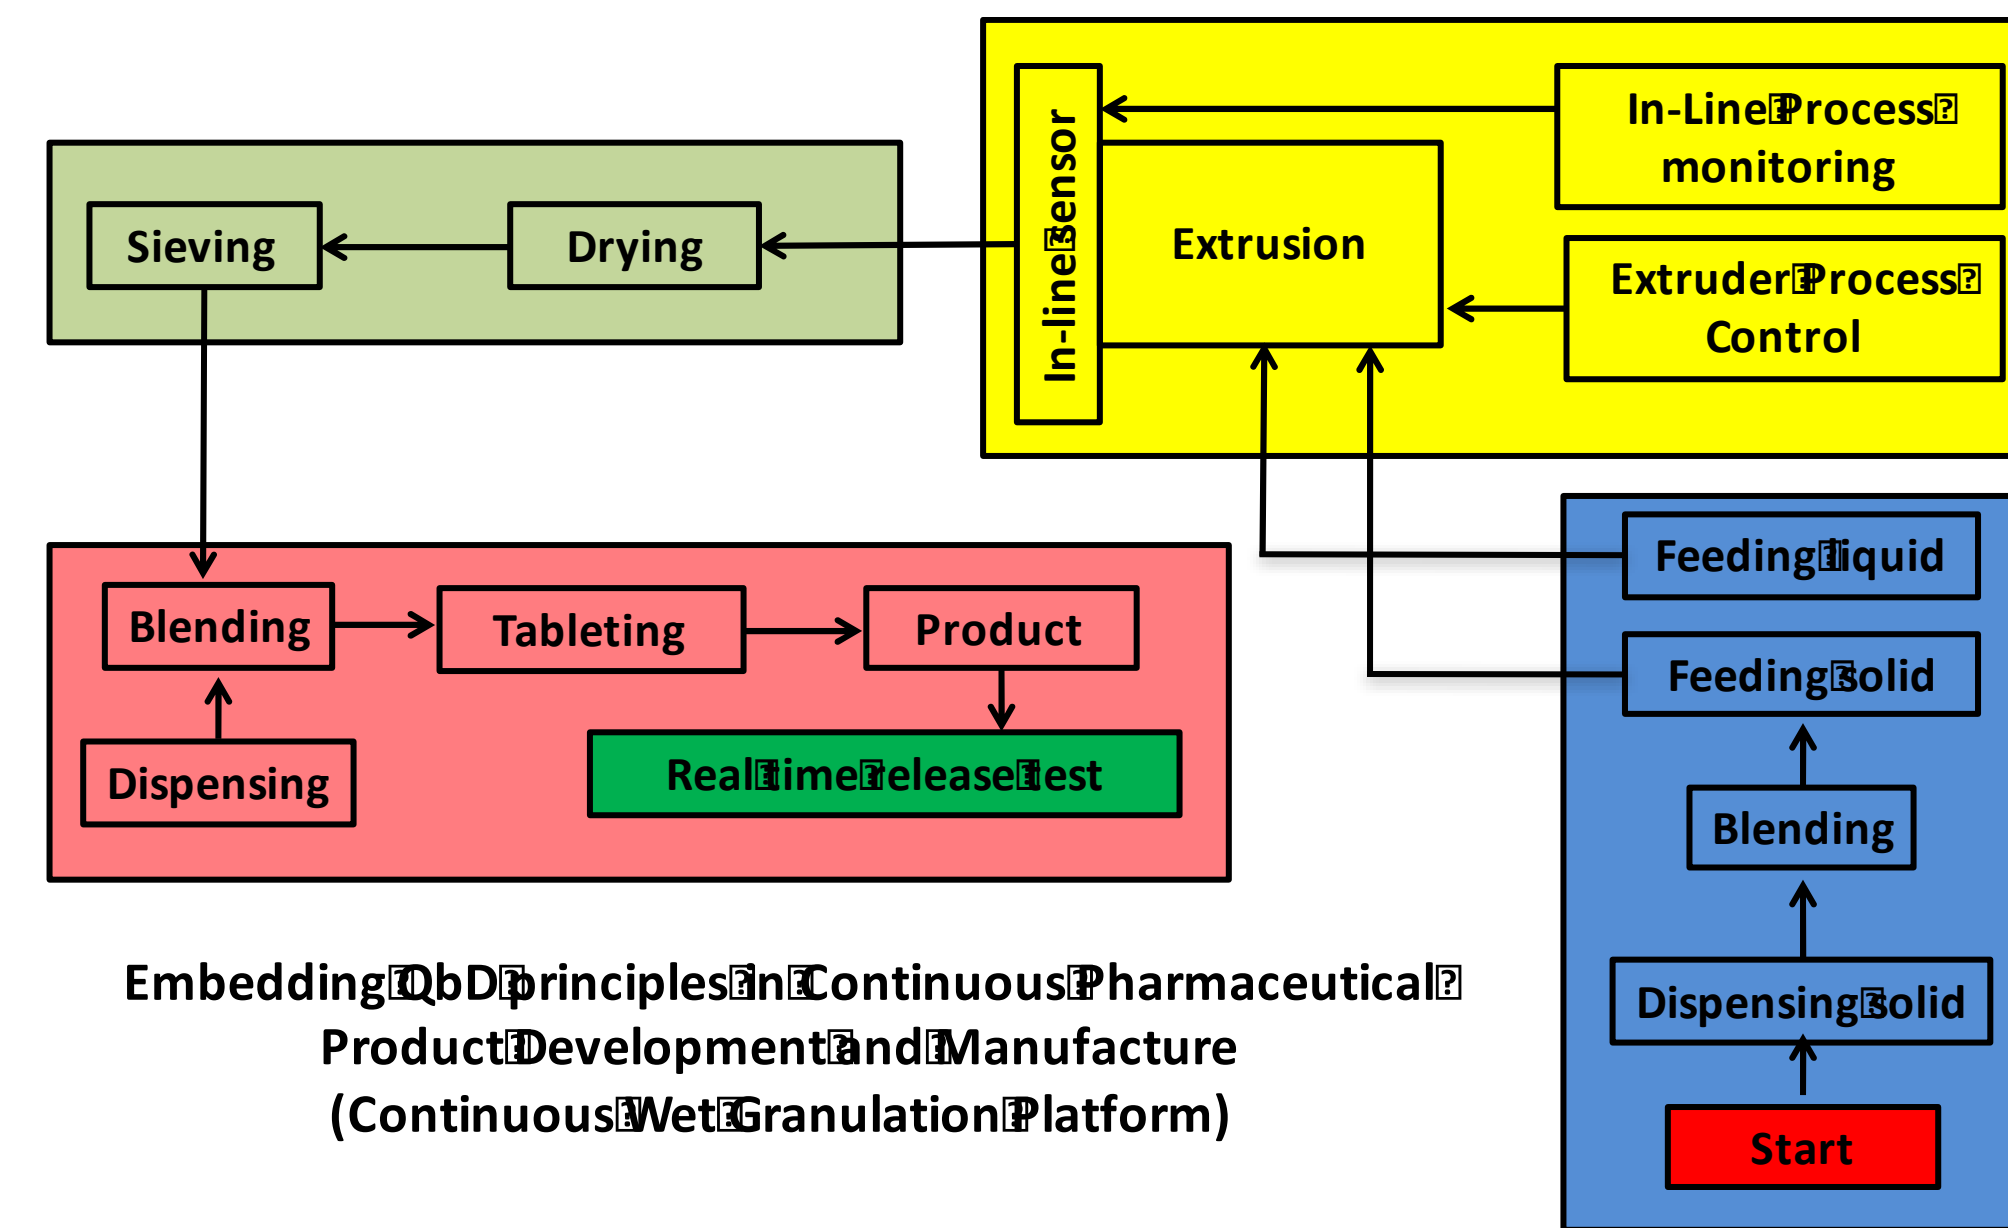 In-Line Process
monitoring
In-line sensor
Extrusion
Extruder Process
Control
Sieving
Drying
Feeding liquid
Feeding solid
Blending
Tableting
Product
Dispensing
Real time release test
Blending
Dispensing solid
Start
Embedding QbD principles in Continuous Pharmaceutical
Product Development and Manufacture
(Continuous Wet Granulation Platform)